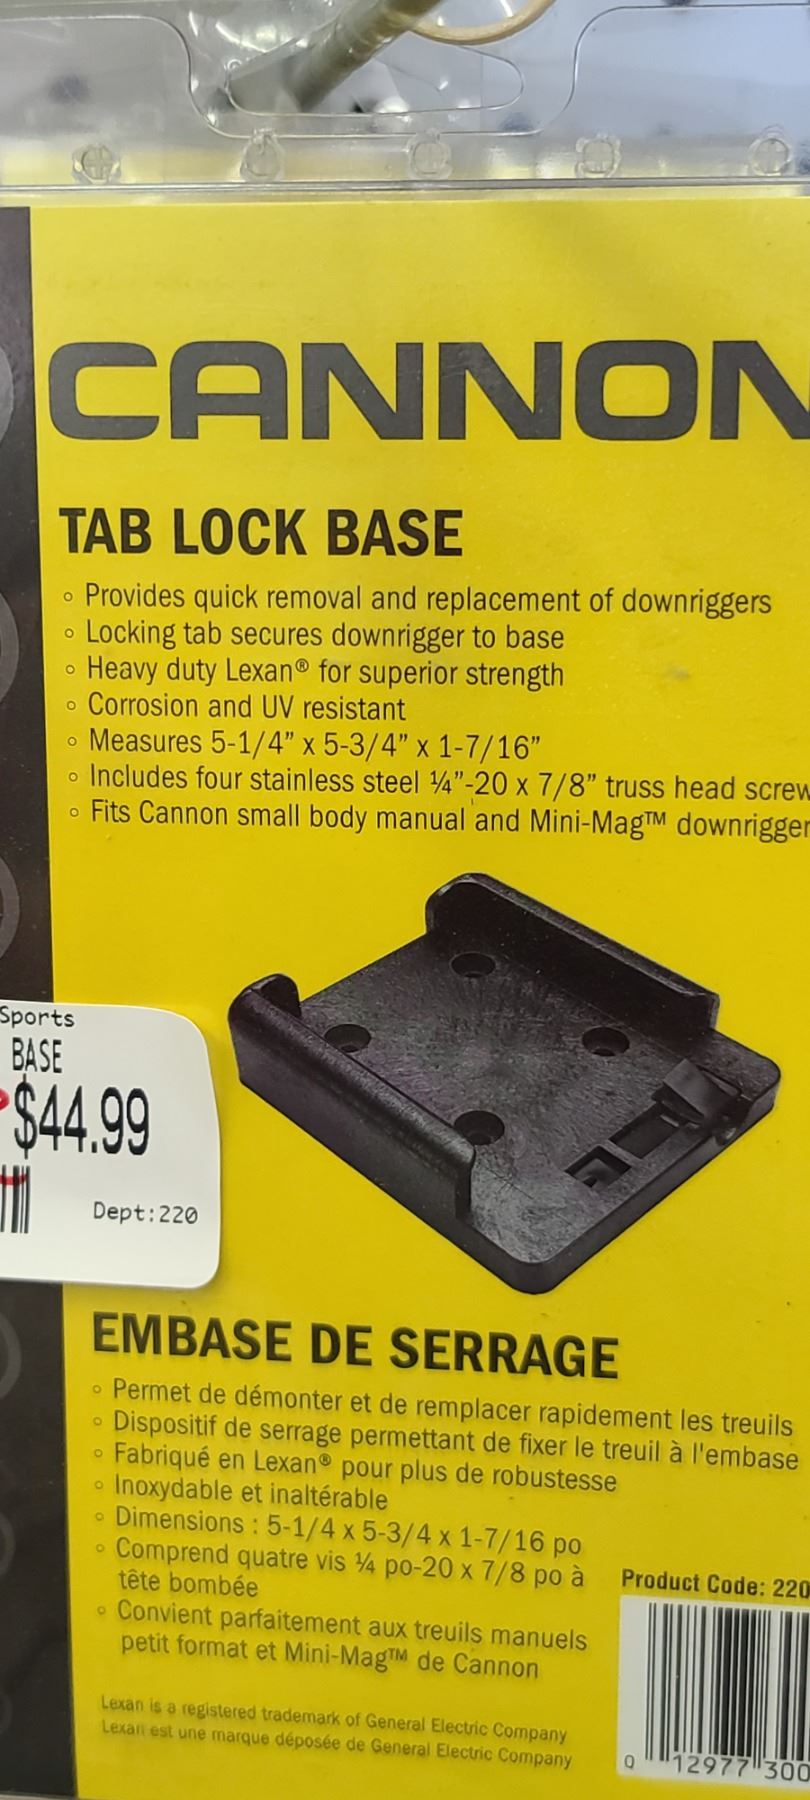 CANNON
TAB LOCK BASE
◦ Provides quick removal and replacement of downriggers
◦ Locking tab secures downrigger to base
◦ Heavy duty Lexan® for superior strength
◦ Corrosion and UV resistant
◦ Measures 5-1/4” x 5-3/4” x 1-7/16”
◦ Includes four stainless steel ¼”-20 x 7/8” truss head screw
◦ Fits Cannon small body manual and Mini-Mag™ downrigger
Sports
BASE
$44.99
Dept:220
EMBASE DE SERRAGE
◦ Permet de démonter et de remplacer rapidement les treuils
◦ Dispositif de serrage permettant de fixer le treuil à l'embase
◦ Fabriqué en Lexan® pour plus de robustesse
◦ Inoxydable et inaltérable
◦ Dimensions : 5-1/4 x 5-3/4 x 1-7/16 po
◦ Comprend quatre vis ¼ po-20 x 7/8 po à
tête bombée
◦ Convient parfaitement aux treuils manuels
petit format et Mini-Mag™ de Cannon
Product Code: 220
Lexan is a registered trademark of General Electric Company
Lexan est une marque déposée de General Electric Company
0 12977 300